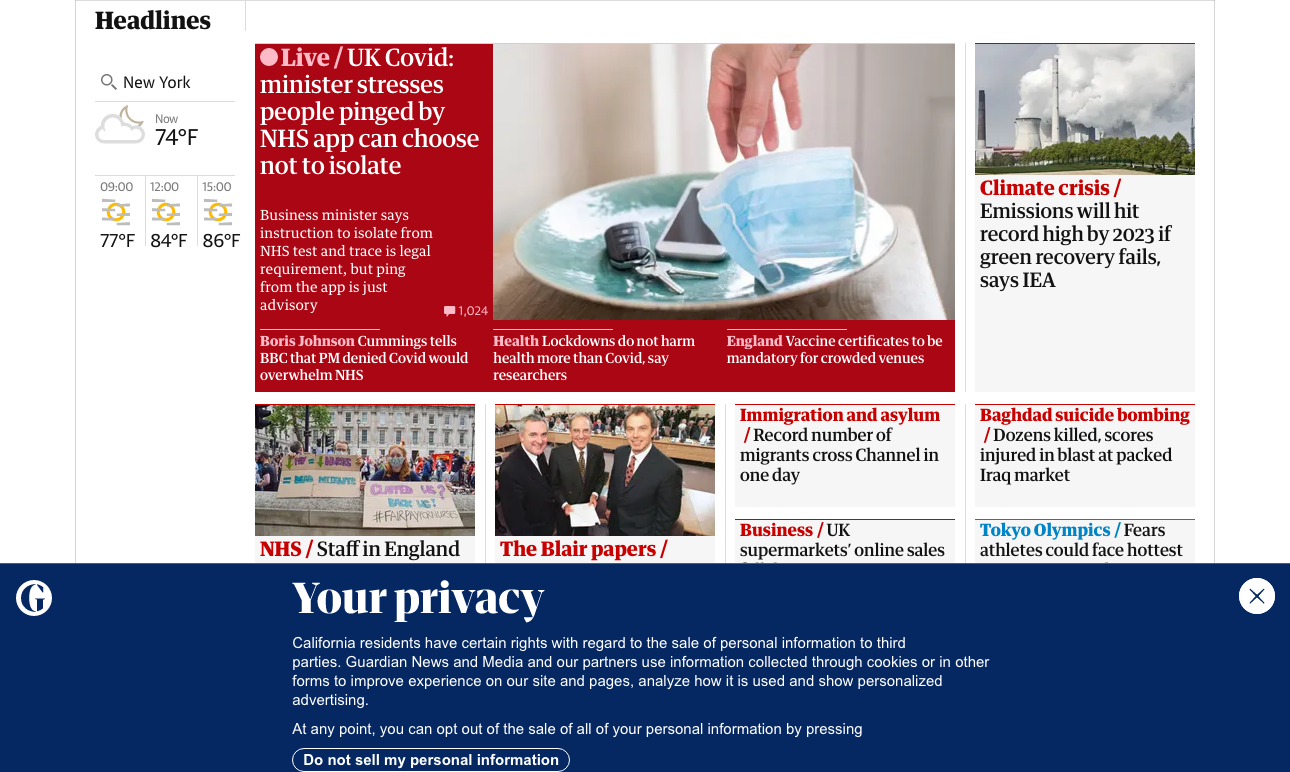 Headlines
New York
Now
74°F
09:00
12:00
15:00
77°F
84°F
86°F
Live / UK Covid:
minister stresses
people pinged by
NHS app can choose
not to isolate
Business minister says
instruction to isolate from
NHS test and trace is legal
requirement, but ping
from the app is just
advisory
1,024
Boris Johnson Cummings tells
BBC that PM denied Covid would
overwhelm NHS
Health Lockdowns do not harm
health more than Covid, say
researchers
England Vaccine certificates to be
mandatory for crowded venues
Climate crisis /
Emissions will hit
record high by 2023 if
green recovery fails,
says IEA
CLAPPED US?
BACK US!
#FAIRPAYFORNURSES
NHS / Staff in England
The Blair papers /
Immigration and asylum
/ Record number of
migrants cross Channel in
one day
Business / UK
supermarkets’ online sales
Baghdad suicide bombing
/ Dozens killed, scores
injured in blast at packed
Iraq market
Tokyo Olympics / Fears
athletes could face hottest
G
Your privacy
California residents have certain rights with regard to the sale of personal information to third
parties. Guardian News and Media and our partners use information collected through cookies or in other
forms to improve experience on our site and pages, analyze how it is used and show personalized
advertising.
At any point, you can opt out of the sale of all of your personal information by pressing
Do not sell my personal information